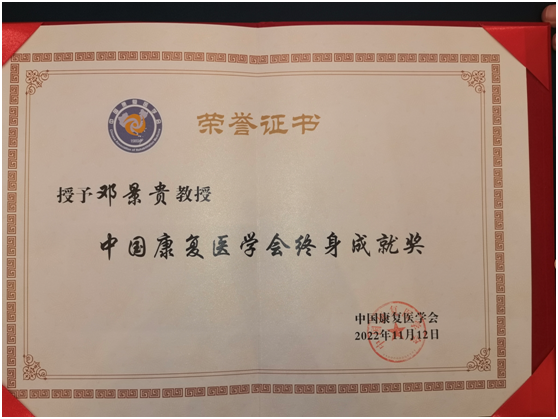 荣誉证书
授予邓景贵教授
中国康复医学会终身成就奖
中国康复医学会
2022年11月12日